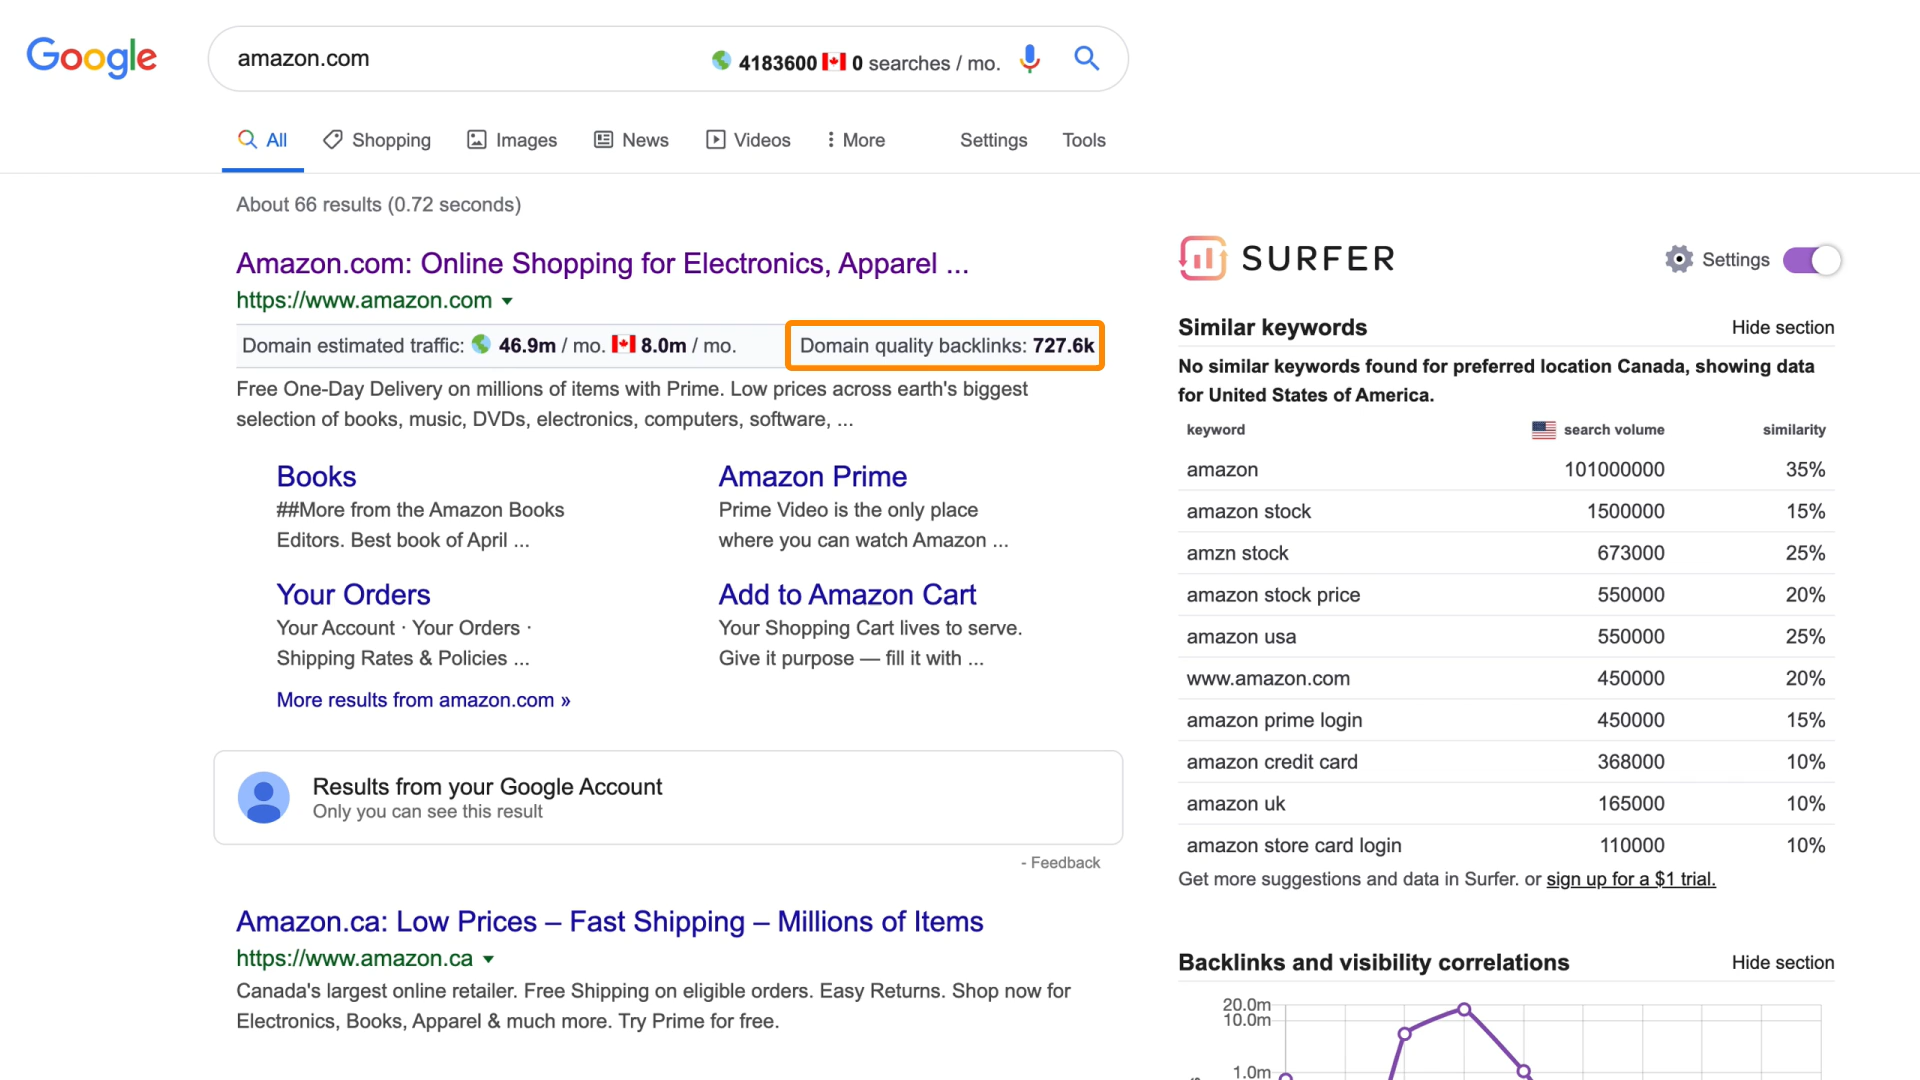 Google
amazon.com
4183600 0 searches / mo.
All Shopping Images News Videos More Settings Tools
About 66 results (0.72 seconds)
Amazon.com: Online Shopping for Electronics, Apparel ...
https://www.amazon.com
Domain estimated traffic: 46.9m / mo. 8.0m / mo. Domain quality backlinks: 727.6k
Free One-Day Delivery on millions of items with Prime. Low prices across earth's biggest
selection of books, music, DVDs, electronics, computers, software, ...
Books
##More from the Amazon Books
Editors. Best book of April ...
Amazon Prime
Prime Video is the only place
where you can watch Amazon ...
Your Orders
Your Account · Your Orders ·
Shipping Rates & Policies ...
Add to Amazon Cart
Your Shopping Cart lives to serve.
Give it purpose — fill it with ...
More results from amazon.com »
Results from your Google Account
Only you can see this result
- Feedback
Amazon.ca: Low Prices – Fast Shipping – Millions of Items
https://www.amazon.ca
Canada's largest online retailer. Free Shipping on eligible orders. Easy Returns. Shop now for
Electronics, Books, Apparel & much more. Try Prime for free.
SURFER
Settings
Similar keywords Hide section
No similar keywords found for preferred location Canada, showing data
for United States of America.
keyword search volume similarity
amazon 101000000 35%
amazon stock 1500000 15%
amzn stock 673000 25%
amazon stock price 550000 20%
amazon usa 550000 25%
www.amazon.com 450000 20%
amazon prime login 450000 15%
amazon credit card 368000 10%
amazon uk 165000 10%
amazon store card login 110000 10%
Get more suggestions and data in Surfer. or sign up for a $1 trial.
Backlinks and visibility correlations Hide section
20.0m
10.0m
1.0m